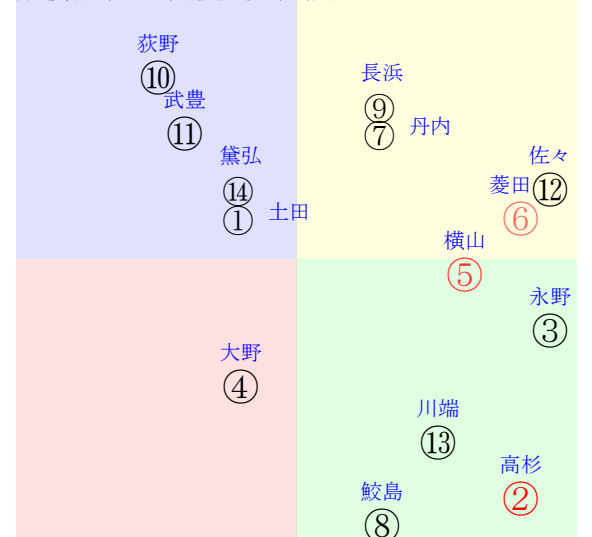 荻野
⑩
武豊
⑪
黛弘
⑭
①
土田
長浜
⑨
⑦
丹内
佐々
⑫
菱田
⑥
横山
⑤
永野
③
大野
④
川端
⑬
高杉
②
鮫島
⑧